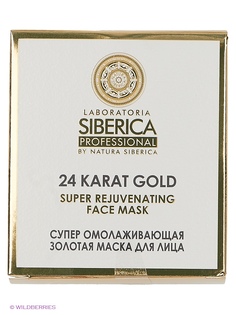 LABORATORIA
SIBERICA
PROFESSIONAL
BY NATURA SIBERICA
24 KARAT GOLD
SUPER REJUVENATING
FACE MASK
СУПЕР ОМОЛАЖИВАЮЩАЯ
ЗОЛОТАЯ МАСКА ДЛЯ ЛИЦА
© WILDBERRIES